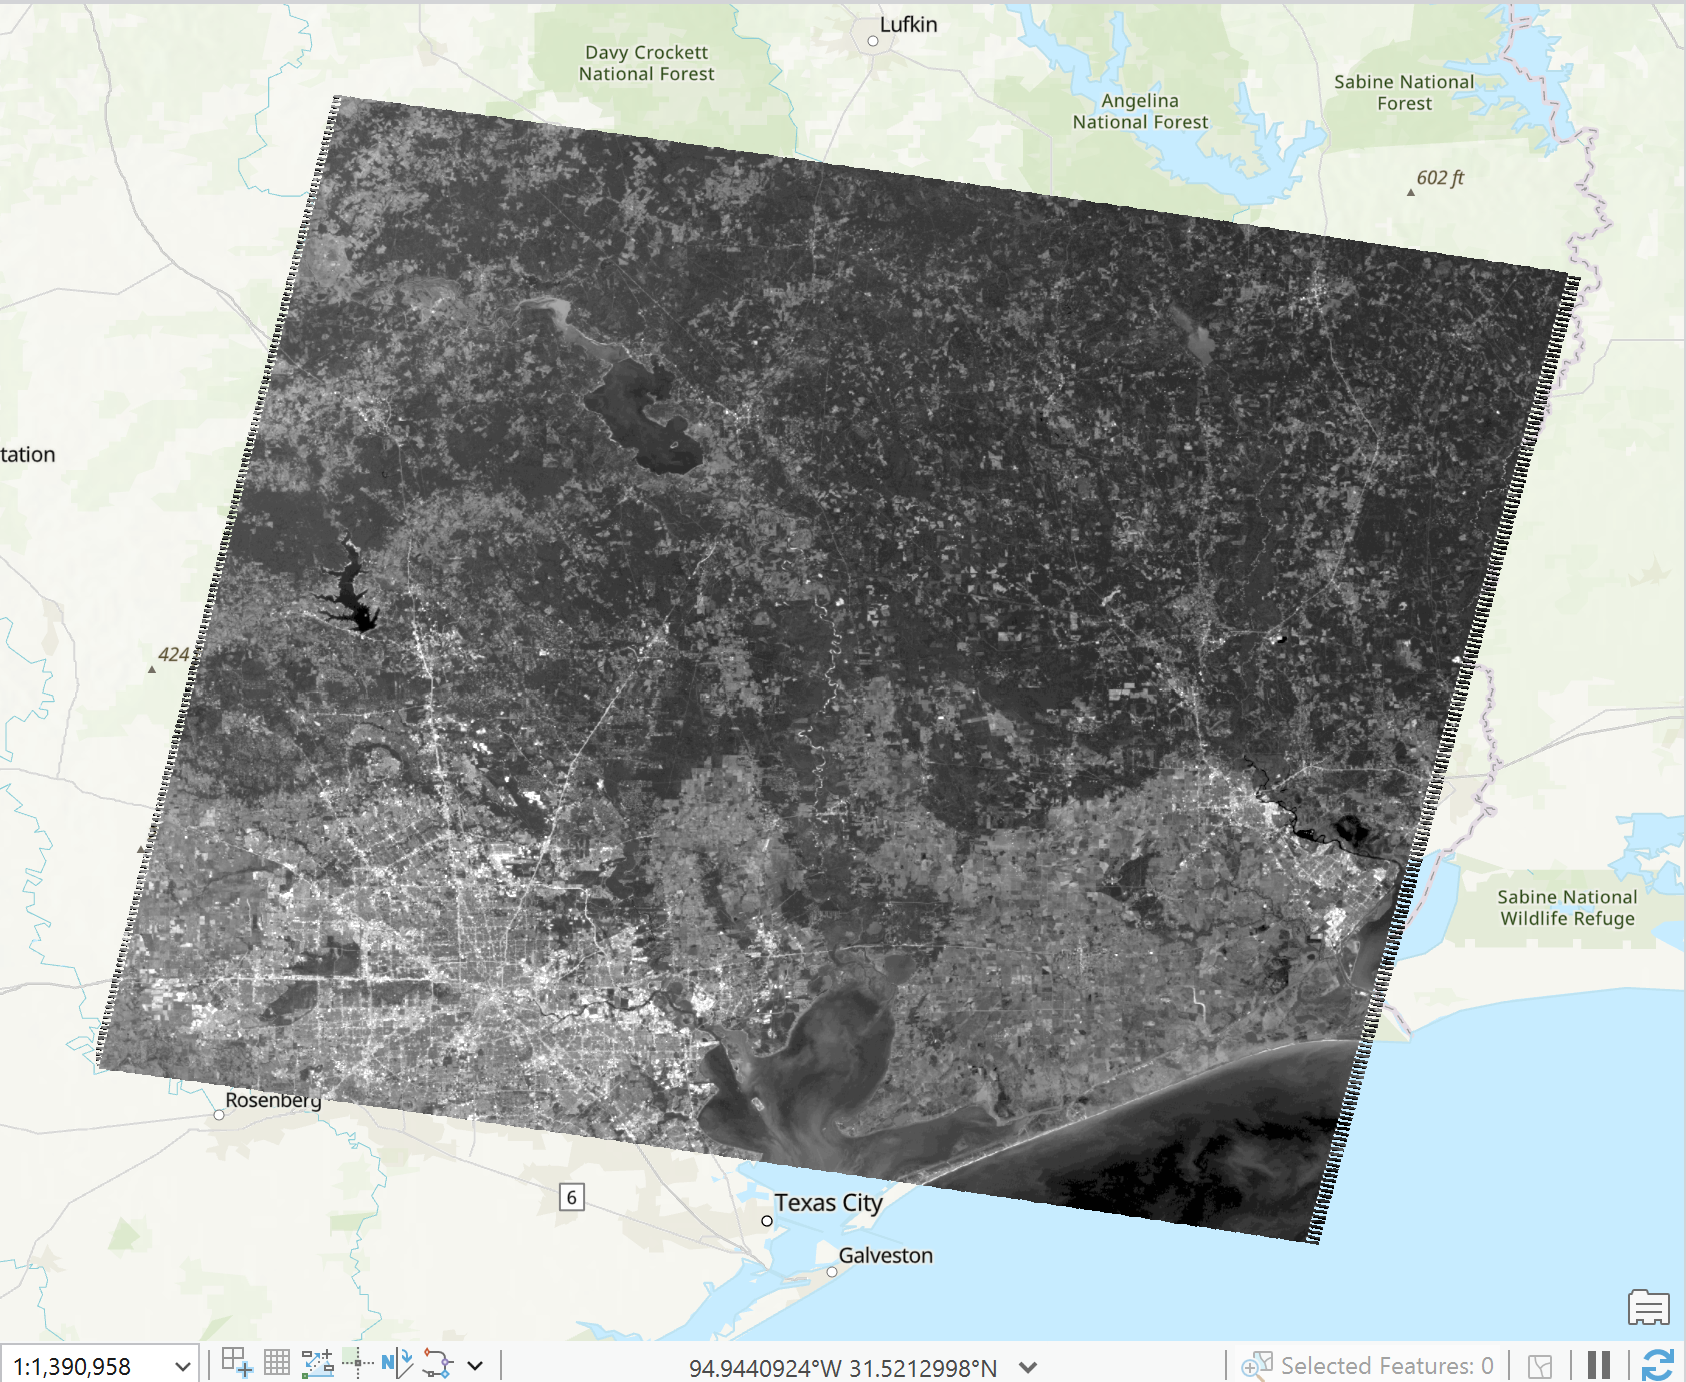 Lufkin
Davy Crockett
National Forest
Sabine National
Forest
Angelina
National Forest
602 ft
tation
424
Sabine National
Wildlife Refuge
Rosenberg
6
Texas City
Galveston
1:1,390,958
N
94.9440924°W 31.5212998°N
Selected Features: 0